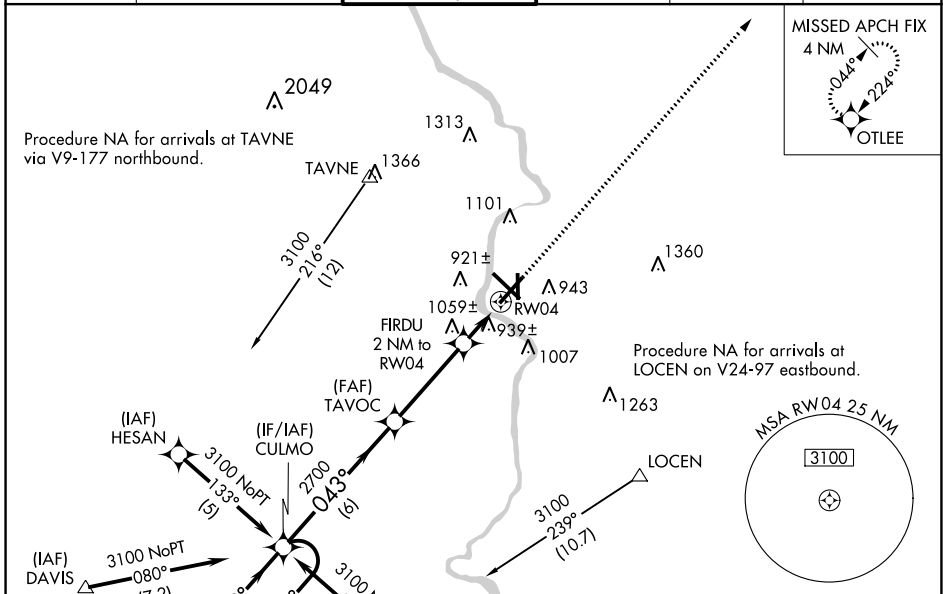 MISSED APCH FIX
4 NM
044°
224°
OTLEE
2049
1313
Procedure NA for arrivals at TAVNE
via V9-177 northbound.
TAVNE
1366
1101
3100
216°
(12)
921±
1360
943
RW04
1059±
939±
FIRDU
2 NM to
RW04
1007
Procedure NA for arrivals at
LOCEN on V24-97 eastbound.
(FAF)
TAVOC
1263
MSA RW04 25 NM
3100
(IAF)
HESAN
(IF/IAF)
CULMO
3100 NoPT
133°
(5)
2700
043°
(6)
LOCEN
3100
239°
(10.7)
(IAF)
DAVIS
3100 NoPT
080°
(7.2)
3100